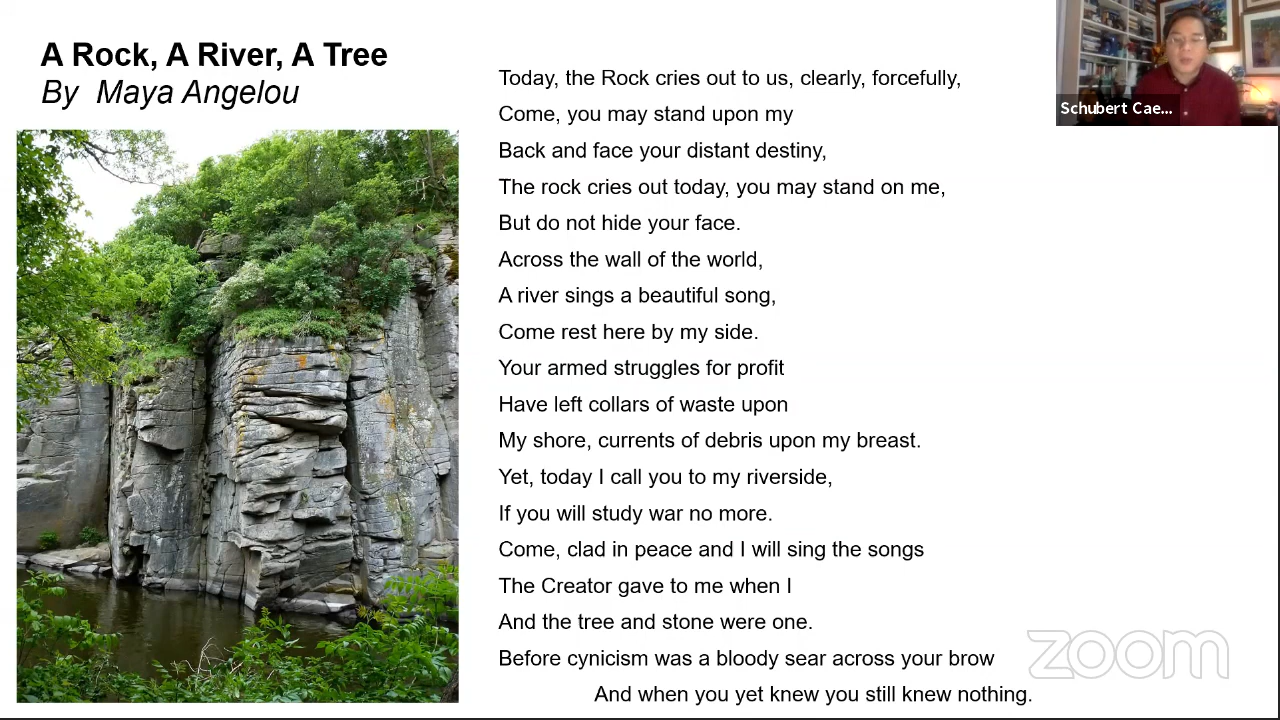 A Rock, A River, A Tree
By Maya Angelou
Today, the Rock cries out to us, clearly, forcefully,
Come, you may stand upon my
Back and face your distant destiny,
The rock cries out today, you may stand on me,
But do not hide your face.
Across the wall of the world,
A river sings a beautiful song,
Come rest here by my side.
Your armed struggles for profit
Have left collars of waste upon
My shore, currents of debris upon my breast.
Yet, today I call you to my riverside,
If you will study war no more.
Come, clad in peace and I will sing the songs
The Creator gave to me when I
And the tree and stone were one.
Before cynicism was a bloody sear across your brow
And when you yet knew you still knew nothing.
Schubert Cae...
zoom